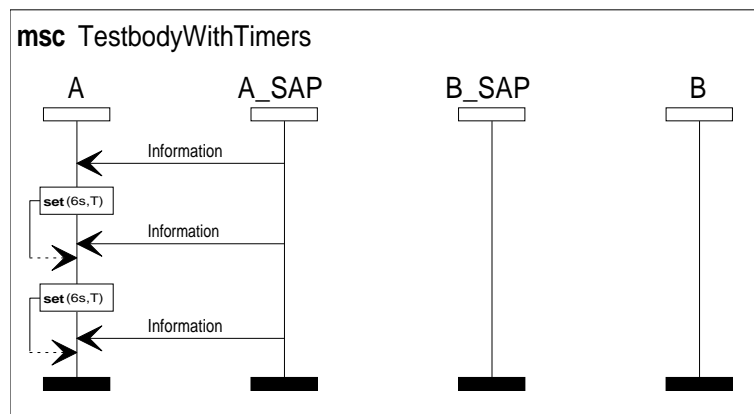 msc TestbodyWithTimers
A A_SAP B_SAP B
Information
set(6s,T)
Information
set(6s,T)
Information